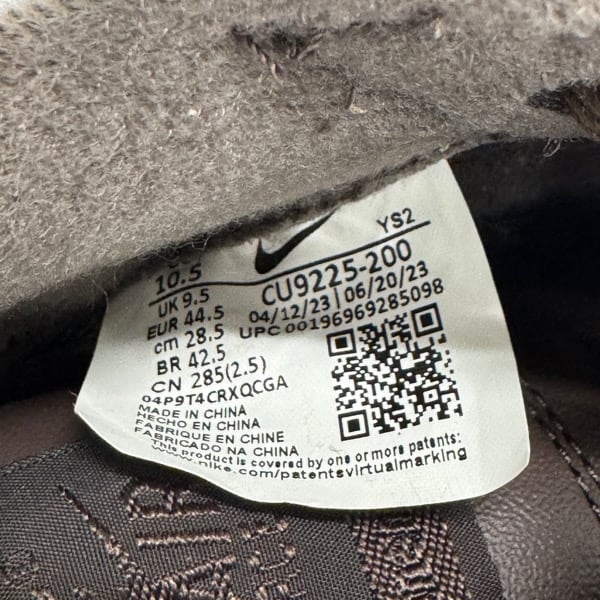 YS2
10.5
CU9225-200
UK 9.5
04/12/23 | 06/20/23
EUR 44.5
UPC 00196969285098
cm 28.5
BR 42.5
CN 285(2.5)
04P9T4CRXQCGA
MADE IN CHINA
HECHO EN CHINA
FABRIQUE EN CHINE
FABRICADO NA CHINA
This product is covered by one or more patents:
www.nike.com/patentsvirtualmarking
AIR